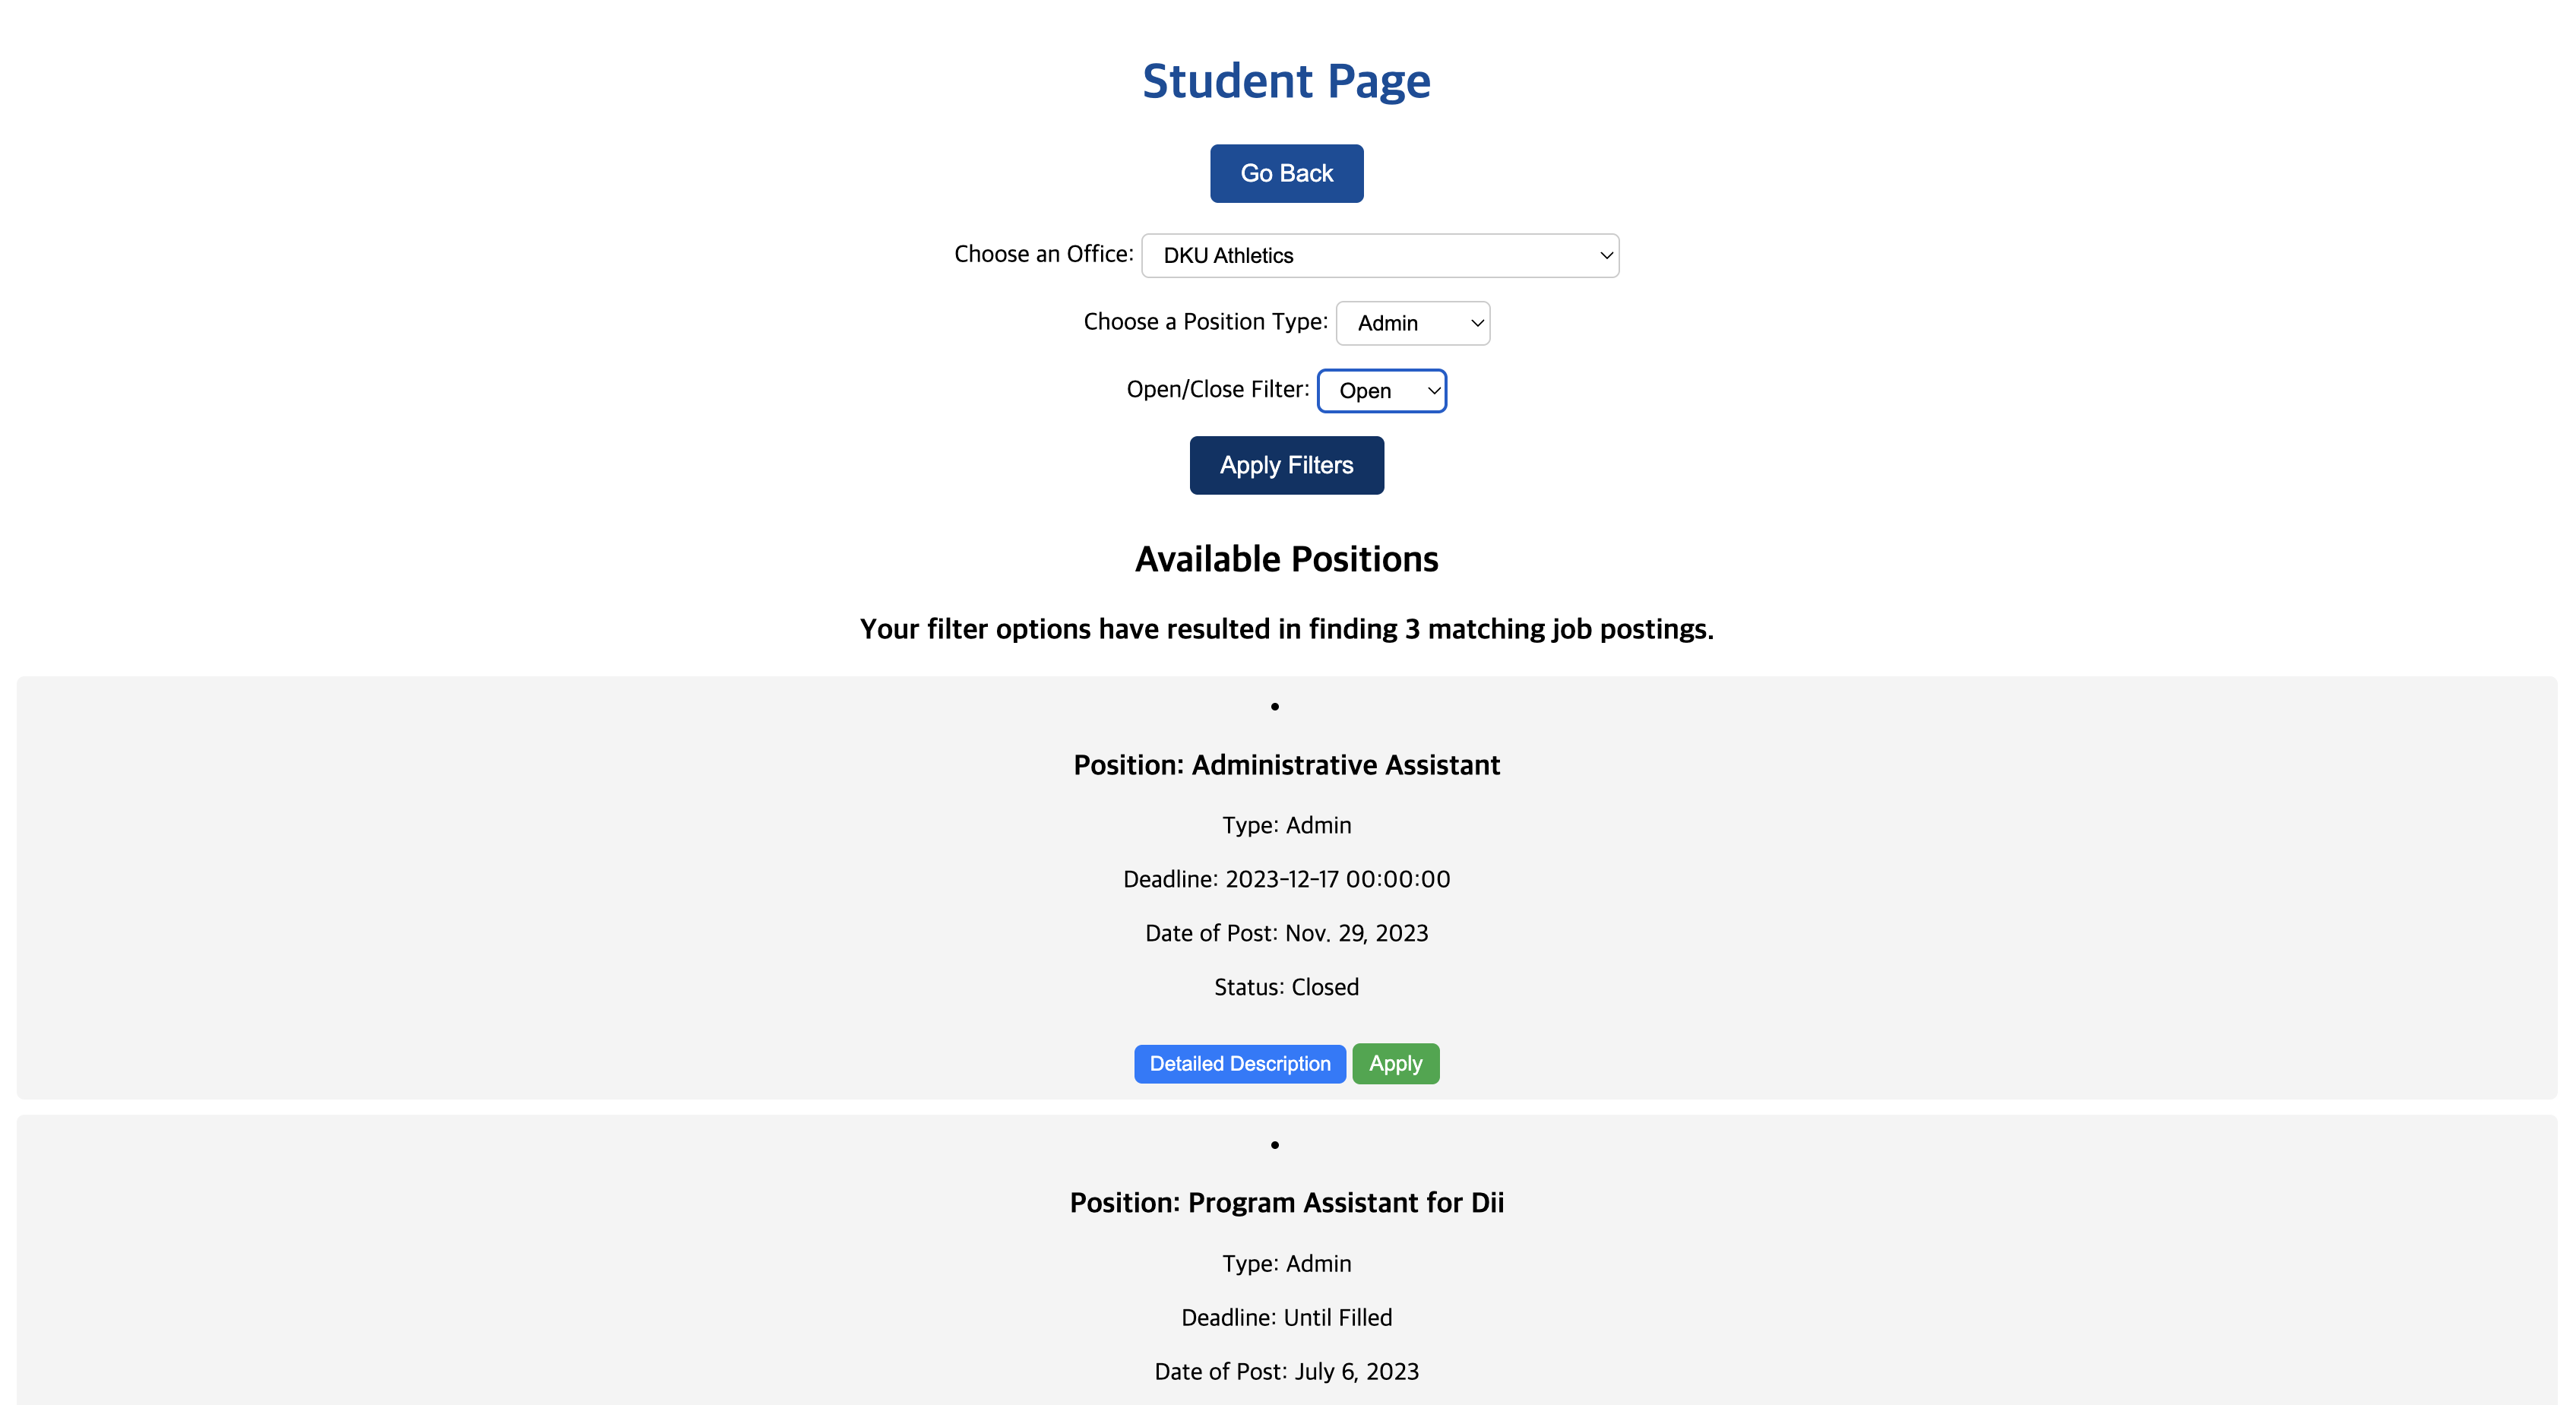 Student Page
Go Back
Choose an Office: DKU Athletics
Choose a Position Type: Admin
Open/Close Filter: Open
Apply Filters
Available Positions
Your filter options have resulted in finding 3 matching job postings.
Position: Administrative Assistant
Type: Admin
Deadline: 2023-12-17 00:00:00
Date of Post: Nov. 29, 2023
Status: Closed
Detailed Description Apply
Position: Program Assistant for Dii
Type: Admin
Deadline: Until Filled
Date of Post: July 6, 2023